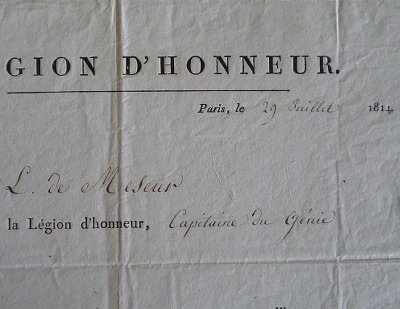 GION D'HONNEUR.
Paris, le 29 Juillet 1814
L. de Meseur
la Légion d'honneur, Capitaine du Génie